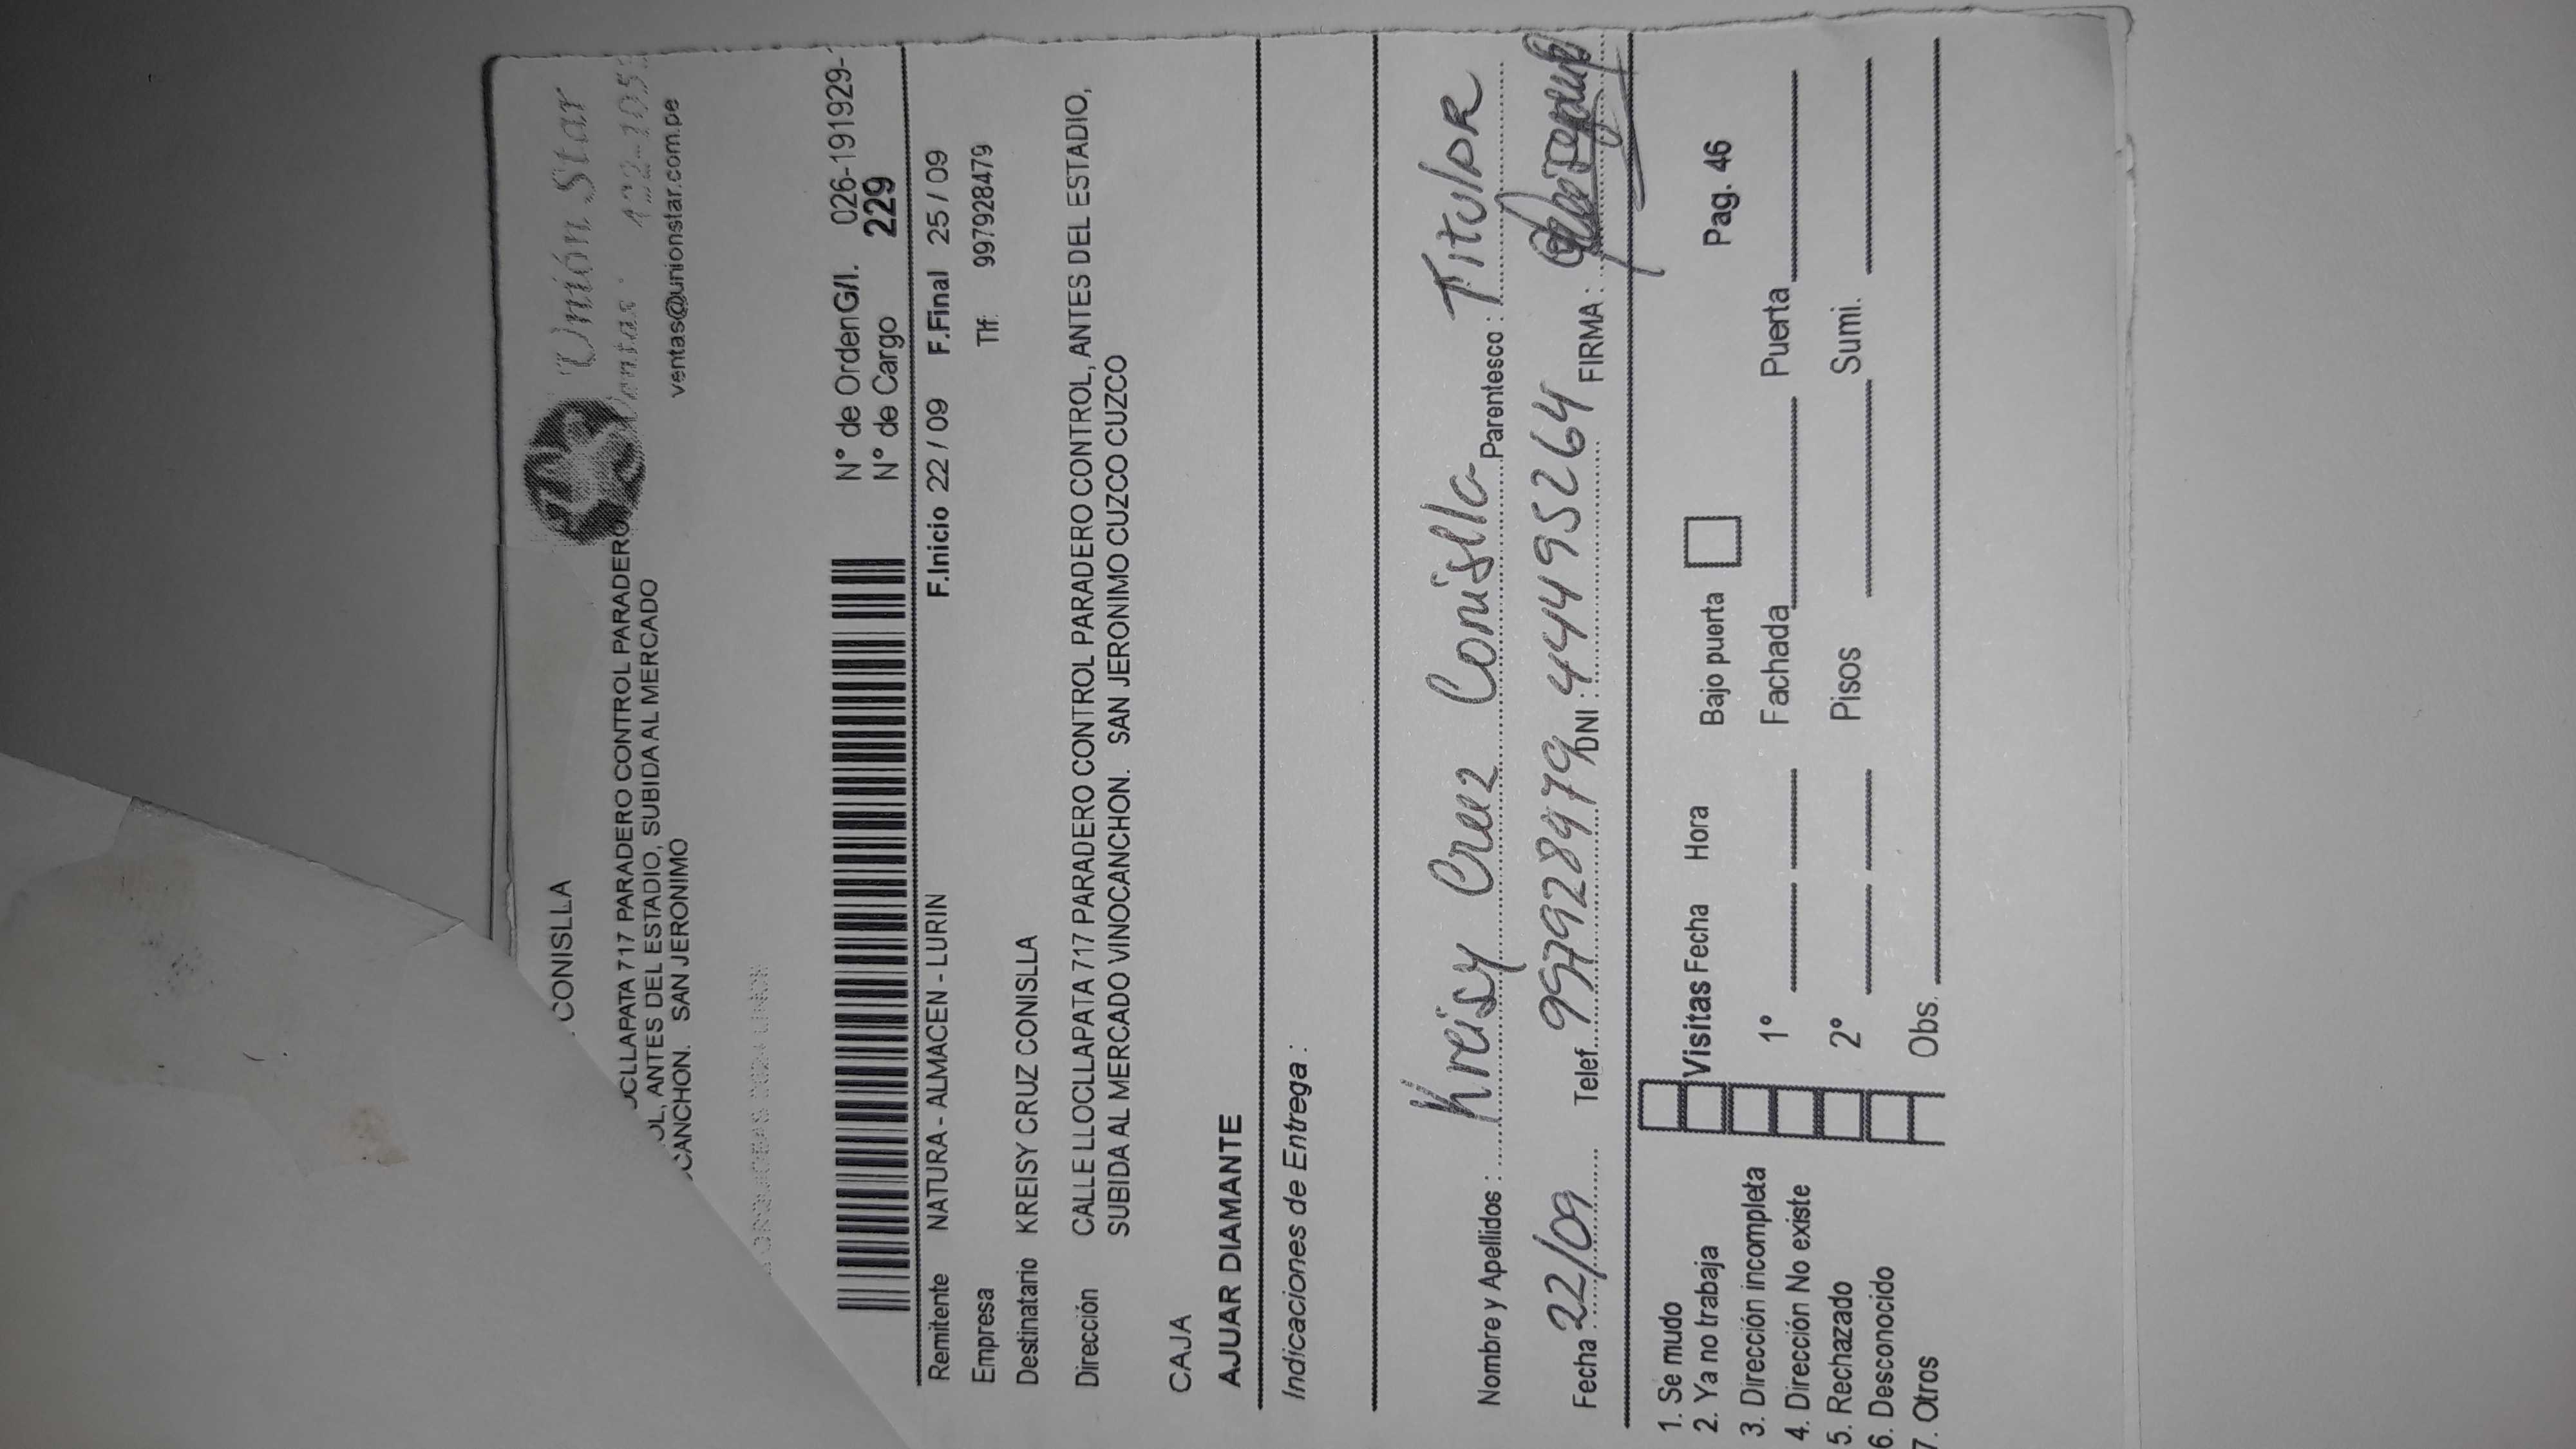 CONISLLA
OCLLAPATA 717 PARADERO CONTROL PARADERO
OL, ANTES DEL ESTADIO, SUBIDA AL MERCADO
CANCHON. SAN JERONIMO
Unión Star
Ventas
ventas@unionstar.com.pe
N° de OrdenG/I. 026-191929-
N° de Cargo 229
Remitente NATURA - ALMACEN - LURIN F.Inicio 22 / 09 F.Final 25 / 09
Empresa Tlf: 997928479
Destinatario KREISY CRUZ CONISLLA
Dirección CALLE LLOCLLAPATA 717 PARADERO CONTROL PARADERO CONTROL, ANTES DEL ESTADIO,
SUBIDA AL MERCADO VINOCANCHON. SAN JERONIMO CUZCO CUZCO
CAJA
AJUAR DIAMANTE
Indicaciones de Entrega :
Nombre y Apellidos : Kreisy Cruz Conislla Parentesco : Titular
Fecha 22/09 Telef. 997928479 DNI : 44495264 FIRMA :
1. Se mudo
2. Ya no trabaja
3. Dirección incompleta
4. Dirección No existe
5. Rechazado
6. Desconocido
7. Otros
Visitas Fecha Hora Bajo puerta Pag. 46
1° Fachada Puerta
2° Pisos Sumi.
Obs.